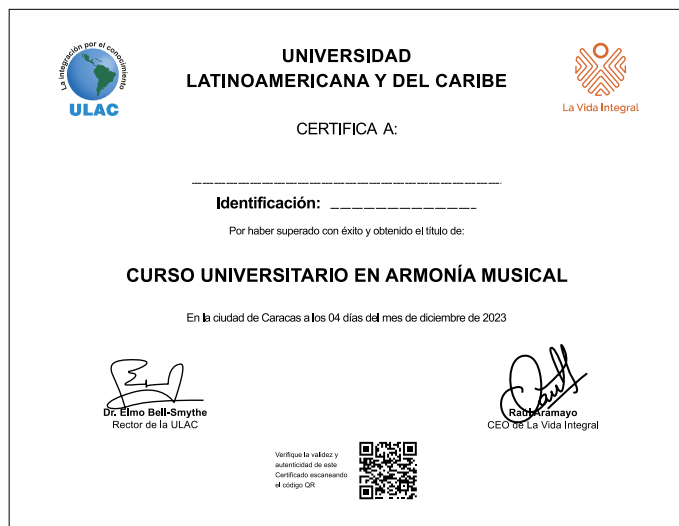 La integración por el conocimiento
ULAC
UNIVERSIDAD
LATINOAMERICANA Y DEL CARIBE
La Vida Integral
CERTIFICA A:
Identificación:
Por haber superado con éxito y obtenido el título de:
CURSO UNIVERSITARIO EN ARMONÍA MUSICAL
En la ciudad de Caracas a los 04 días del mes de diciembre de 2023
Dr. Elmo Bell-Smythe
Rector de la ULAC
Raúl Aramayo
CEO de La Vida Integral
Verifique la validez y
autenticidad de este
Certificado escaneando
el código QR